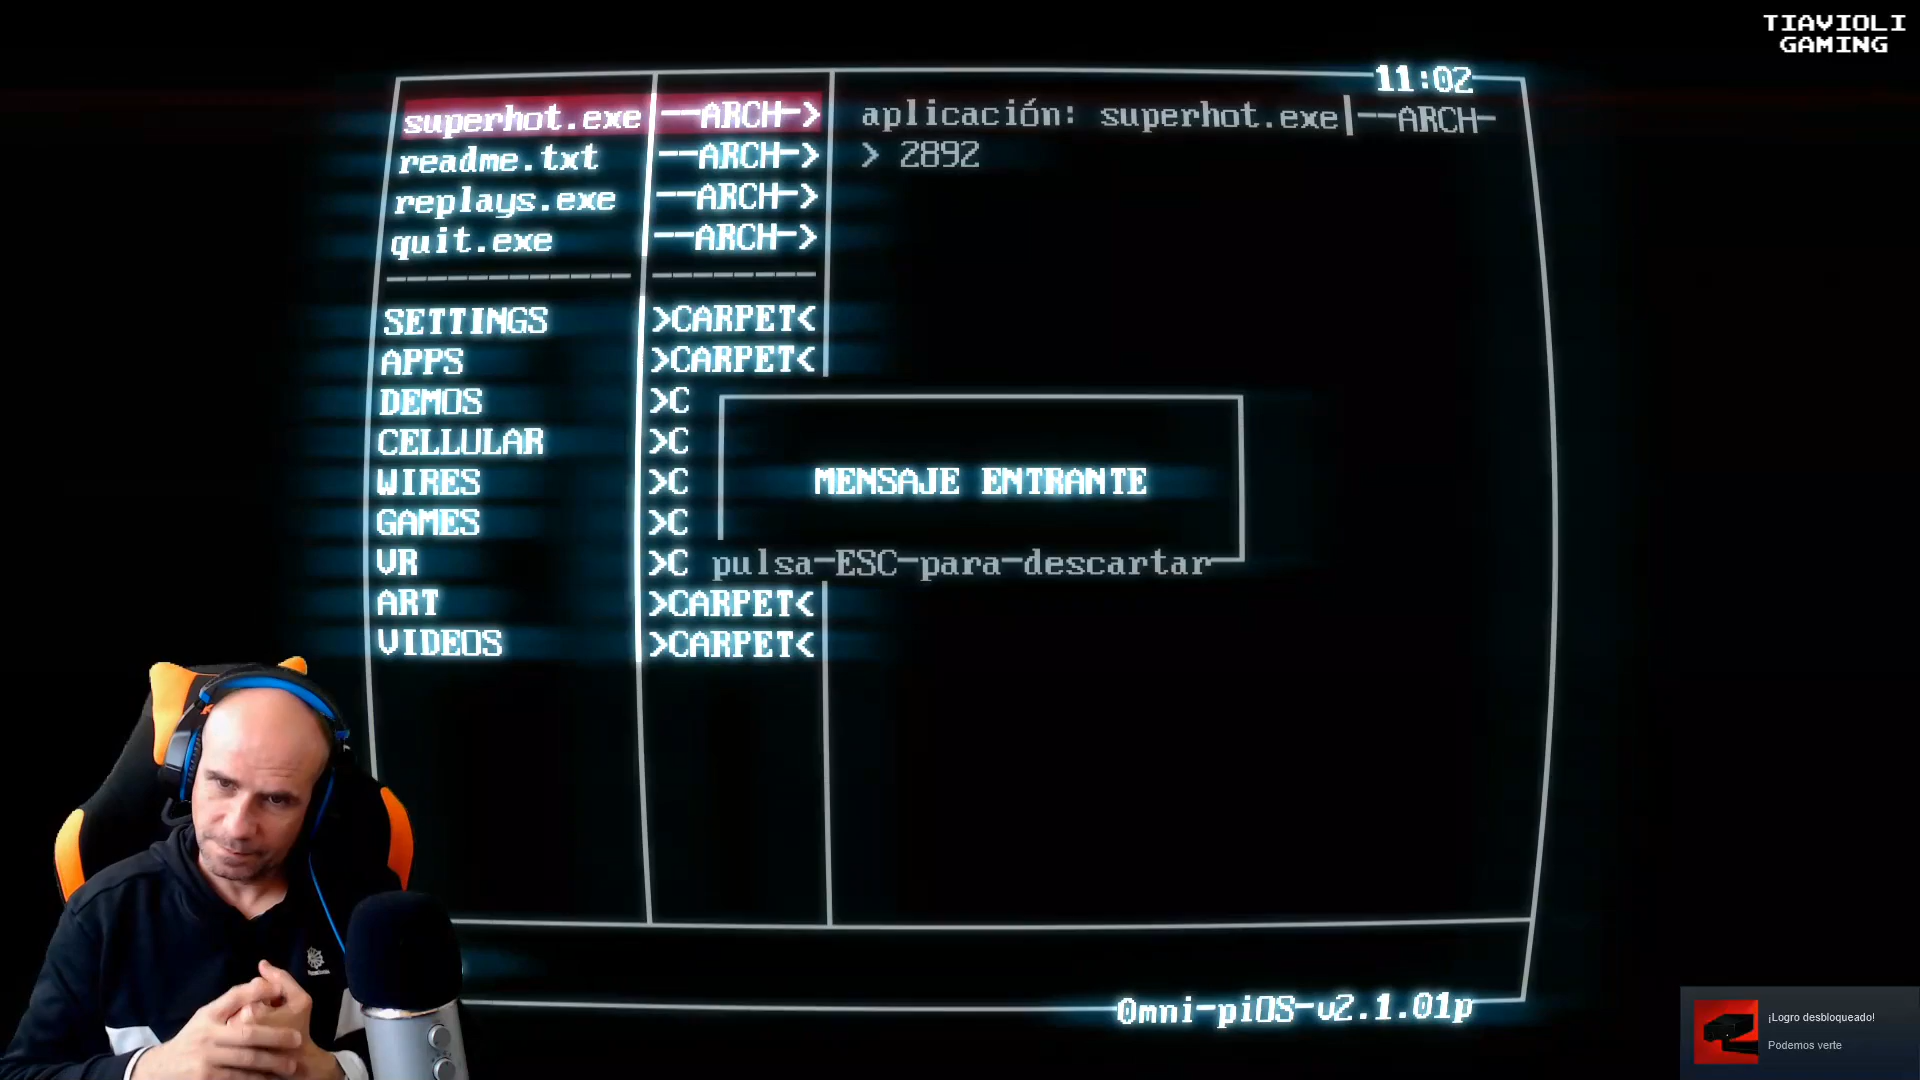 TIAVIOLI
GAMING
11:02
superhot.exe --ARCH->
readme.txt --ARCH->
replays.exe --ARCH->
quit.exe --ARCH->
SETTINGS >CARPET<
APPS >CARPET<
DEMOS >C
CELLULAR >C
WIRES >C
GAMES >C
VR >C
ART >CARPET<
VIDEOS >CARPET<
aplicación: superhot.exe|--ARCH-
> 2892
MENSAJE ENTRANTE
pulsa-ESC-para-descartar
0mni-piOS-v2.1.01p
¡Logro desbloqueado!
Podemos verte